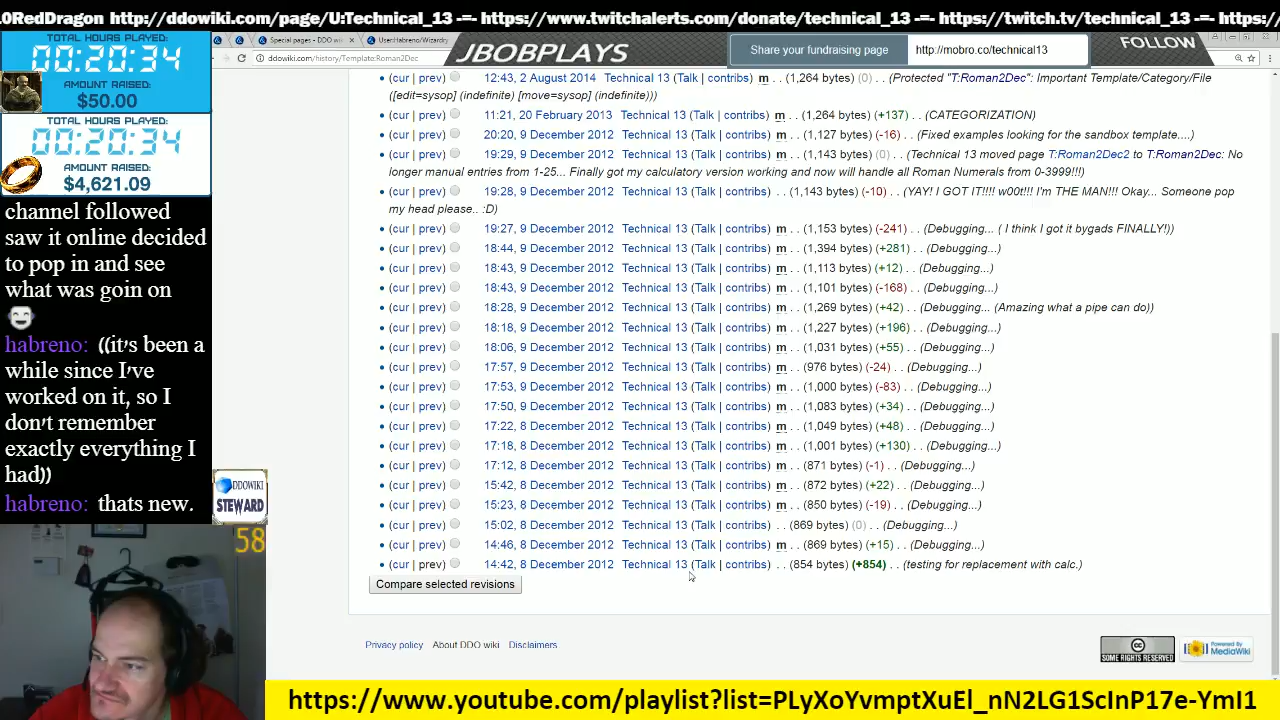 10RedDragon http://ddowiki.com/page/U:Technical_13 -=- https://www.twitchalerts.com/donate/technical_13 -=- https://twitch.tv/technical_13 -=- https:/
TOTAL HOURS PLAYED:
00:20:34
AMOUNT RAISED:
$50.00
TOTAL HOURS PLAYED:
00:20:34
AMOUNT RAISED:
$4,621.09
channel followed
saw it online decided
to pop in and see
what was goin on
habreno: ((it's been a
while since I've
worked on it, so I
don't remember
exactly everything I
had))
habreno: thats new.
DDOWIKI
STEWARD
58
Special pages - DDO wi
User:Habreno/Wizardry
JBOBPLAYS
Share your fundraising page
http://mobro.co/technical13
FOLLOW
ddowiki.com/history/Template:Roman2Dec
(cur | prev) 12:43, 2 August 2014 Technical 13 (Talk | contribs) m . . (1,264 bytes) (0) . . (Protected "T:Roman2Dec": Important Template/Category/File
([edit=sysop] (indefinite) [move=sysop] (indefinite)))
(cur | prev) 11:21, 20 February 2013 Technical 13 (Talk | contribs) m . . (1,264 bytes) (+137) . . (CATEGORIZATION)
(cur | prev) 20:20, 9 December 2012 Technical 13 (Talk | contribs) m . . (1,127 bytes) (-16) . . (Fixed examples looking for the sandbox template....)
(cur | prev) 19:29, 9 December 2012 Technical 13 (Talk | contribs) m . . (1,143 bytes) (0) . . (Technical 13 moved page T:Roman2Dec2 to T:Roman2Dec: No
longer manual entries from 1-25... Finally got my calculatory version working and now will handle all Roman Numerals from 0-3999!!!)
(cur | prev) 19:28, 9 December 2012 Technical 13 (Talk | contribs) m . . (1,143 bytes) (-10) . . (YAY! I GOT IT!!!! w00t!!! I'm THE MAN!!! Okay... Someone pop
my head please.. :D)
(cur | prev) 19:27, 9 December 2012 Technical 13 (Talk | contribs) m . . (1,153 bytes) (-241) . . (Debugging... ( I think I got it bygads FINALLY!))
(cur | prev) 18:44, 9 December 2012 Technical 13 (Talk | contribs) m . . (1,394 bytes) (+281) . . (Debugging...)
(cur | prev) 18:43, 9 December 2012 Technical 13 (Talk | contribs) m . . (1,113 bytes) (+12) . . (Debugging...)
(cur | prev) 18:43, 9 December 2012 Technical 13 (Talk | contribs) m . . (1,101 bytes) (-168) . . (Debugging...)
(cur | prev) 18:28, 9 December 2012 Technical 13 (Talk | contribs) m . . (1,269 bytes) (+42) . . (Debugging... (Amazing what a pipe can do))
(cur | prev) 18:18, 9 December 2012 Technical 13 (Talk | contribs) m . . (1,227 bytes) (+196) . . (Debugging...)
(cur | prev) 18:06, 9 December 2012 Technical 13 (Talk | contribs) m . . (1,031 bytes) (+55) . . (Debugging...)
(cur | prev) 17:57, 9 December 2012 Technical 13 (Talk | contribs) m . . (976 bytes) (-24) . . (Debugging...)
(cur | prev) 17:53, 9 December 2012 Technical 13 (Talk | contribs) m . . (1,000 bytes) (-83) . . (Debugging...)
(cur | prev) 17:50, 9 December 2012 Technical 13 (Talk | contribs) m . . (1,083 bytes) (+34) . . (Debugging...)
(cur | prev) 17:22, 8 December 2012 Technical 13 (Talk | contribs) m . . (1,049 bytes) (+48) . . (Debugging...)
(cur | prev) 17:18, 8 December 2012 Technical 13 (Talk | contribs) m . . (1,001 bytes) (+130) . . (Debugging...)
(cur | prev) 17:12, 8 December 2012 Technical 13 (Talk | contribs) m . . (871 bytes) (-1) . . (Debugging...)
(cur | prev) 15:42, 8 December 2012 Technical 13 (Talk | contribs) m . . (872 bytes) (+22) . . (Debugging...)
(cur | prev) 15:23, 8 December 2012 Technical 13 (Talk | contribs) m . . (850 bytes) (-19) . . (Debugging...)
(cur | prev) 15:02, 8 December 2012 Technical 13 (Talk | contribs) . . (869 bytes) (0) . . (Debugging...)
(cur | prev) 14:46, 8 December 2012 Technical 13 (Talk | contribs) m . . (869 bytes) (+15) . . (Debugging...)
(cur | prev) 14:42, 8 December 2012 Technical 13 (Talk | contribs) . . (854 bytes) (+854) . . (testing for replacement with calc.)
Compare selected revisions
Privacy policy About DDO wiki Disclaimers
SOME RIGHTS RESERVED
Powered By
MediaWiki
https://www.youtube.com/playlist?list=PLyXoYvmptXuEl_nN2LG1ScInP17e-YmI1